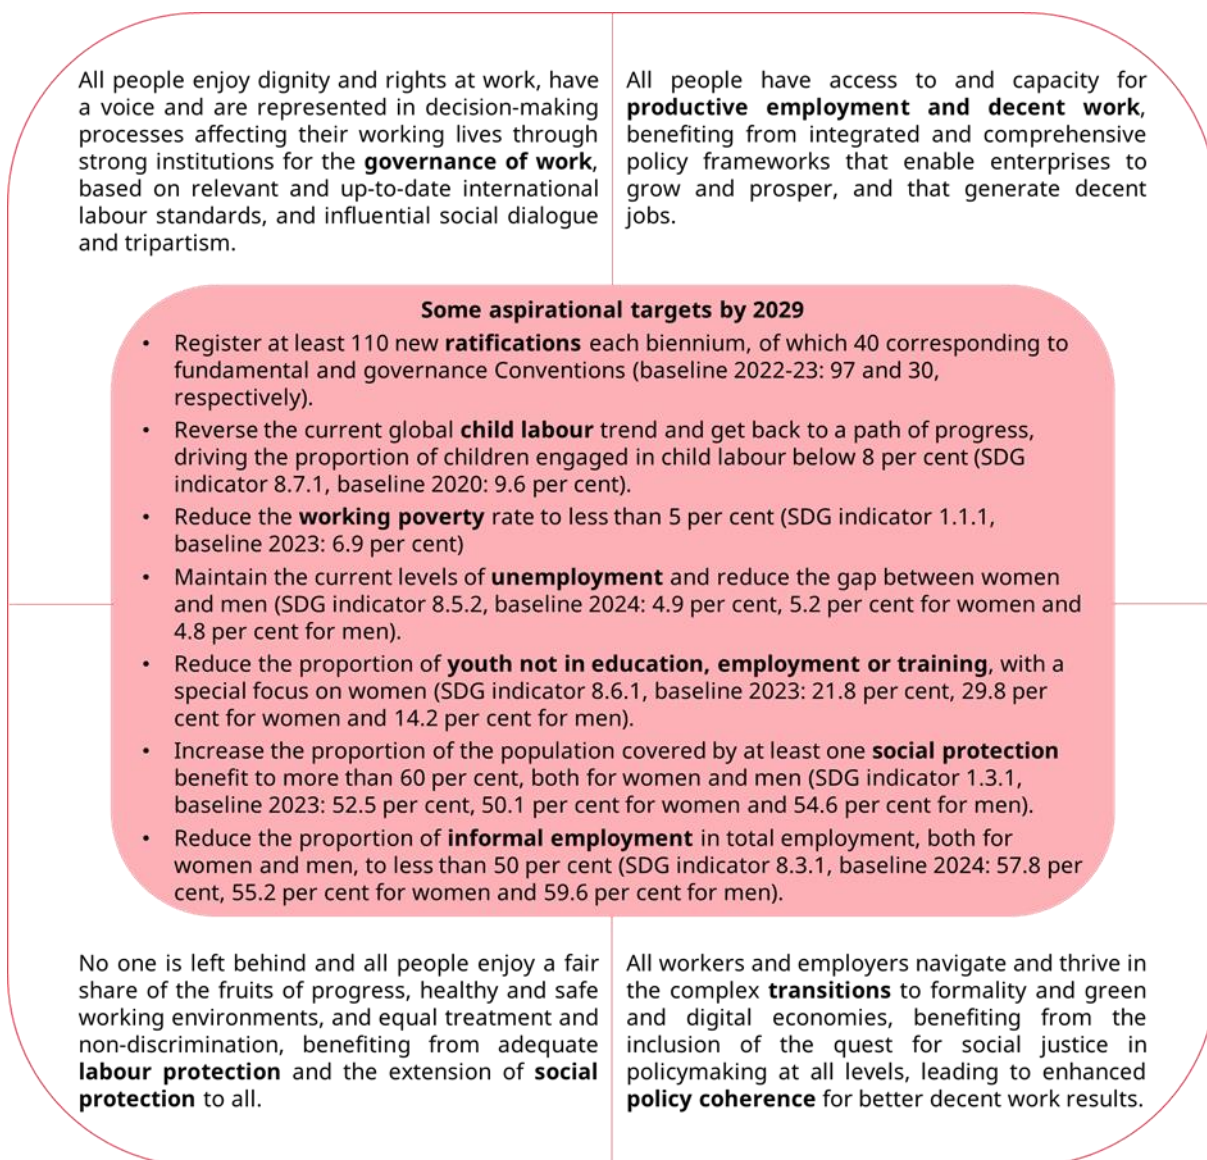 All people enjoy dignity and rights at work, have
a voice and are represented in decision-making
processes affecting their working lives through
strong institutions for the governance of work,
based on relevant and up-to-date international
labour standards, and influential social dialogue
and tripartism.
All people have access to and capacity for
productive employment and decent work,
benefiting from integrated and comprehensive
policy frameworks that enable enterprises to
grow and prosper, and that generate decent
jobs.
Some aspirational targets by 2029
• Register at least 110 new ratifications each biennium, of which 40 corresponding to
fundamental and governance Conventions (baseline 2022-23: 97 and 30,
respectively).
• Reverse the current global child labour trend and get back to a path of progress,
driving the proportion of children engaged in child labour below 8 per cent (SDG
indicator 8.7.1, baseline 2020: 9.6 per cent).
• Reduce the working poverty rate to less than 5 per cent (SDG indicator 1.1.1,
baseline 2023: 6.9 per cent)
• Maintain the current levels of unemployment and reduce the gap between women
and men (SDG indicator 8.5.2, baseline 2024: 4.9 per cent, 5.2 per cent for women and
4.8 per cent for men).
• Reduce the proportion of youth not in education, employment or training, with a
special focus on women (SDG indicator 8.6.1, baseline 2023: 21.8 per cent, 29.8 per
cent for women and 14.2 per cent for men).
• Increase the proportion of the population covered by at least one social protection
benefit to more than 60 per cent, both for women and men (SDG indicator 1.3.1,
baseline 2023: 52.5 per cent, 50.1 per cent for women and 54.6 per cent for men).
• Reduce the proportion of informal employment in total employment, both for
women and men, to less than 50 per cent (SDG indicator 8.3.1, baseline 2024: 57.8 per
cent, 55.2 per cent for women and 59.6 per cent for men).
No one is left behind and all people enjoy a fair
share of the fruits of progress, healthy and safe
working environments, and equal treatment and
non-discrimination, benefiting from adequate
labour protection and the extension of social
protection to all.
All workers and employers navigate and thrive in
the complex transitions to formality and green
and digital economies, benefiting from the
inclusion of the quest for social justice in
policymaking at all levels, leading to enhanced
policy coherence for better decent work results.